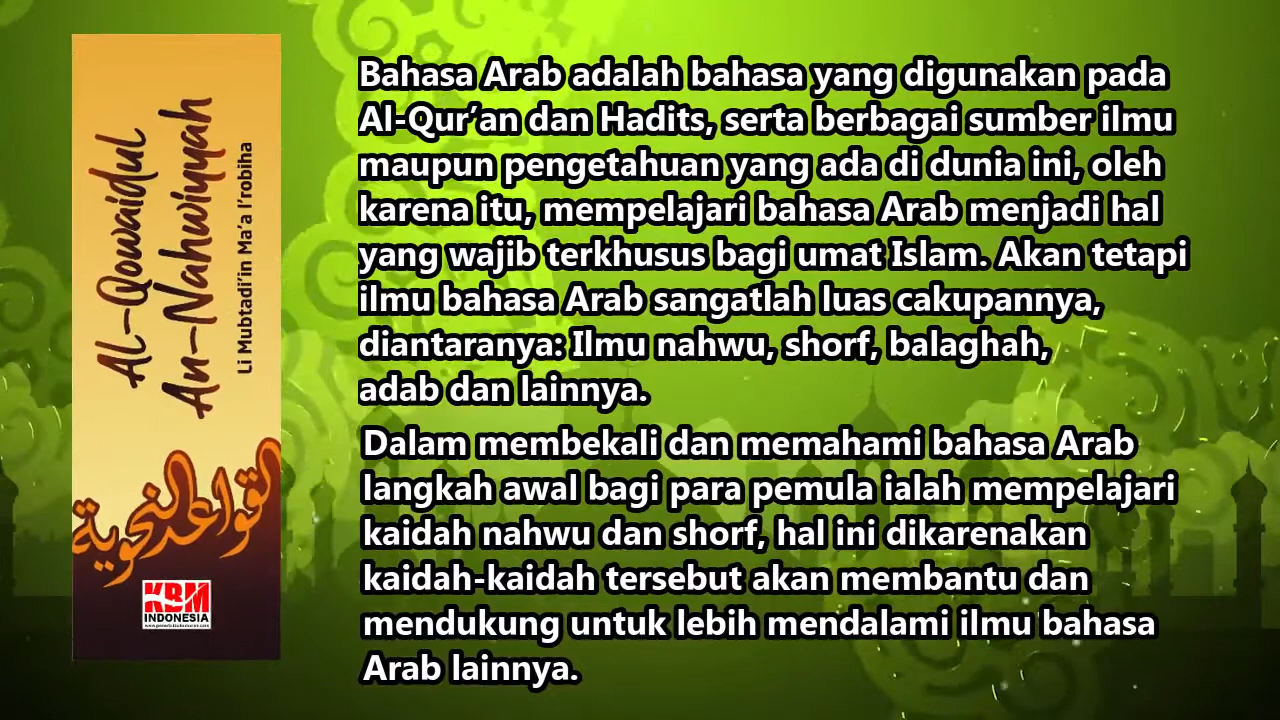 Al-Qowaidul
An-Nahwiyyah
Li Mubtadi'in Ma'a I'robiha
القواعد النحوية
KBM
INDONESIA
Bahasa Arab adalah bahasa yang digunakan pada
Al-Qur’an dan Hadits, serta berbagai sumber ilmu
maupun pengetahuan yang ada di dunia ini, oleh
karena itu, mempelajari bahasa Arab menjadi hal
yang wajib terkhusus bagi umat Islam. Akan tetapi
ilmu bahasa Arab sangatlah luas cakupannya,
diantaranya: Ilmu nahwu, shorf, balaghah,
adab dan lainnya.
Dalam membekali dan memahami bahasa Arab
langkah awal bagi para pemula ialah mempelajari
kaidah nahwu dan shorf, hal ini dikarenakan
kaidah-kaidah tersebut akan membantu dan
mendukung untuk lebih mendalami ilmu bahasa
Arab lainnya.